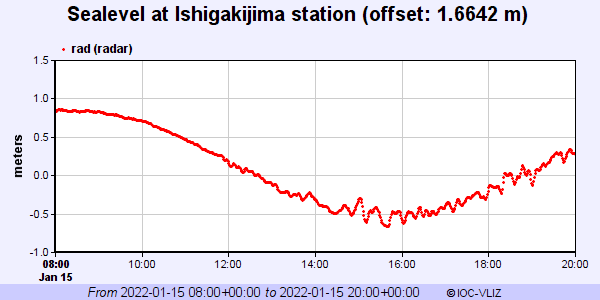 Sealevel at Ishigakijima station (offset: 1.6642 m)
rad (radar)
1.5
1.0
0.5
0.0
-0.5
-1.0
meters
08:00 10:00 12:00 14:00 16:00 18:00 20:00
Jan 15
From 2022-01-15 08:00+00:00 to 2022-01-15 20:00+00:00 © IOC-VLIZ